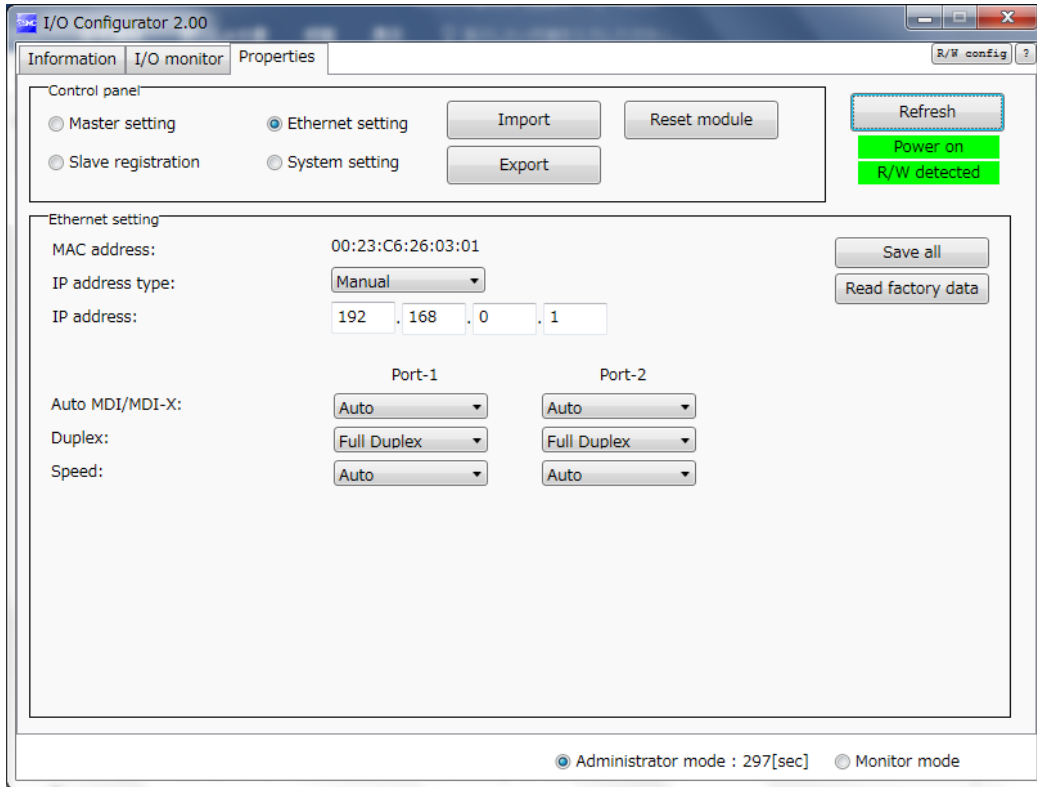 I/O Configurator 2.00
Information I/O monitor Properties R/W config ?
Control panel
Master setting Ethernet setting Import Reset module Refresh
Power on
Slave registration System setting Export R/W detected
Ethernet setting
MAC address: 00:23:C6:26:03:01 Save all
IP address type: Manual Read factory data
IP address: 192 . 168 . 0 . 1
Port-1 Port-2
Auto MDI/MDI-X: Auto Auto
Duplex: Full Duplex Full Duplex
Speed: Auto Auto
Administrator mode : 297[sec] Monitor mode